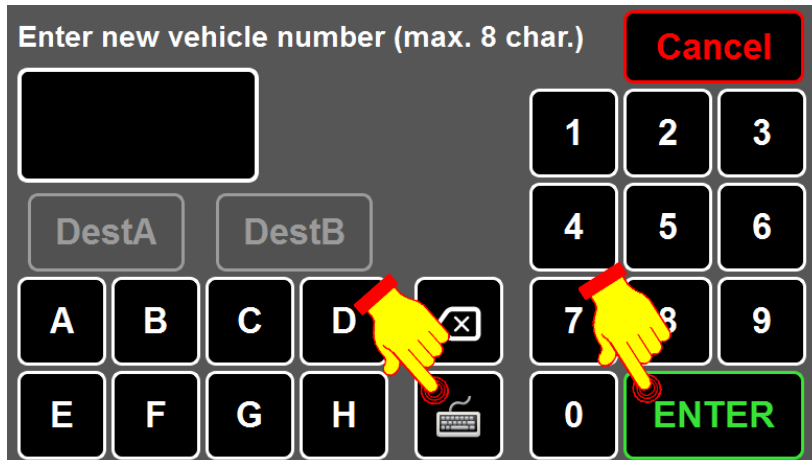 Enter new vehicle number (max. 8 char.)
Cancel
1 2 3
DestA DestB
4 5 6
A B C D
7 8 9
E F G H
0 ENTER